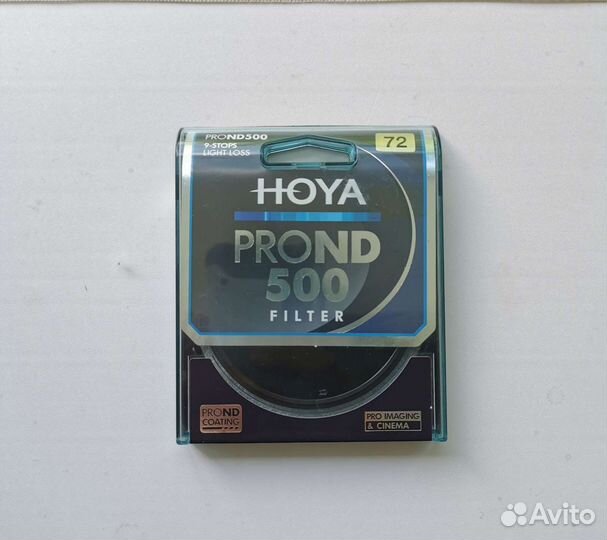 PROND500
9-STOPS
LIGHT LOSS
72
HOYA
PROND
500
FILTER
PROND
COATING
PRO IMAGING
& CINEMA
Avito